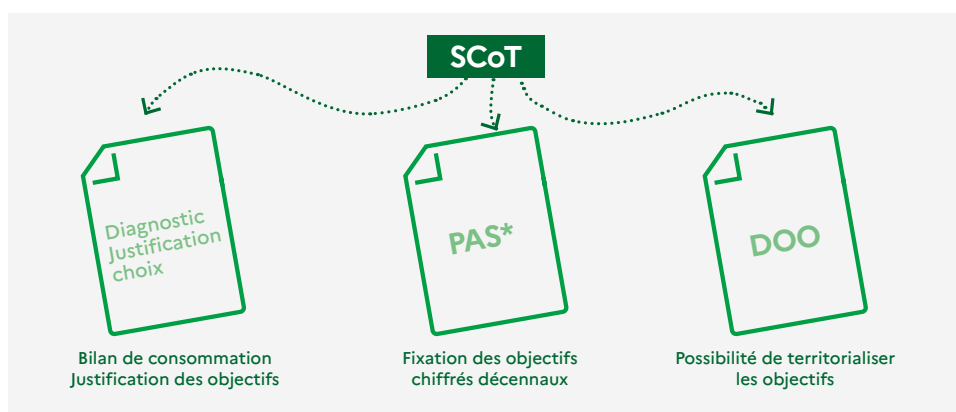 SCoT
Diagnostic
Justification
choix
PAS*
DOO
Bilan de consommation
Justification des objectifs
Fixation des objectifs
chiffrés décennaux
Possibilité de territorialiser
les objectifs